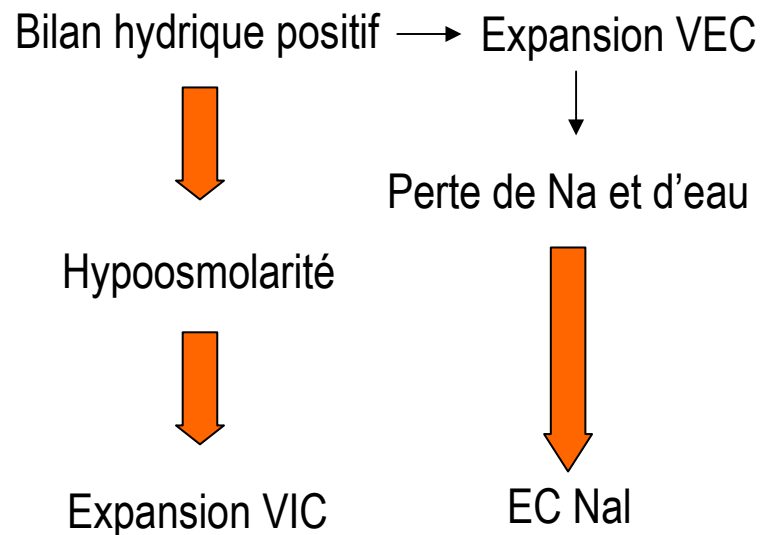 Bilan hydrique positif
Expansion VEC
Perte de Na et d'eau
Hypoosmolarité
Expansion VIC
EC Nal